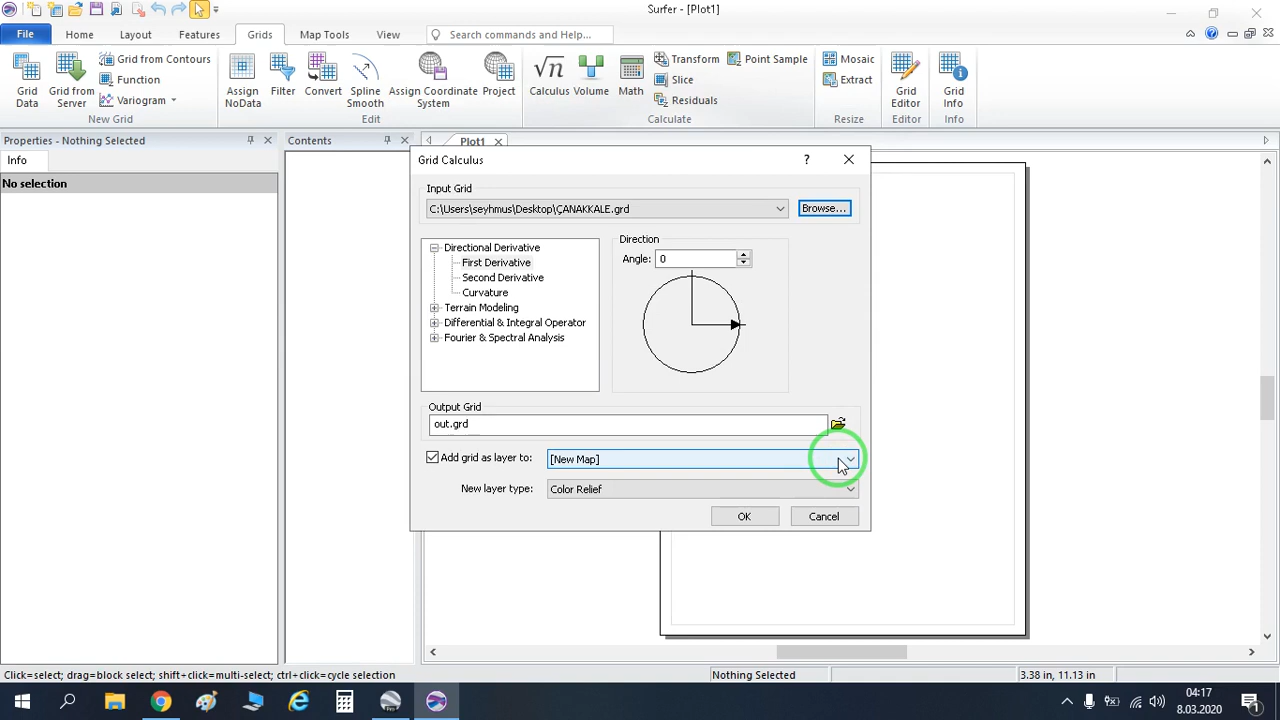 Surfer - [Plot1]
File
Home
Layout
Features
Grids
Map Tools
View
Search commands and Help...
Grid Data
Grid from Server
Grid from Contours
Function
Variogram
New Grid
Assign NoData
Filter
Convert
Spline Smooth
Assign Coordinate System
Project
Edit
Calculus
Volume
Math
Transform
Slice
Residuals
Point Sample
Calculate
Mosaic
Extract
Resize
Grid Editor
Editor
Grid Info
Info
Properties - Nothing Selected
Contents
Plot1
Info
No selection
Grid Calculus
Input Grid
C:\Users\seyhmus\Desktop\ÇANAKKALE.grd
Browse...
Directional Derivative
First Derivative
Second Derivative
Curvature
Terrain Modeling
Differential & Integral Operator
Fourier & Spectral Analysis
Direction
Angle: 0
Output Grid
out.grd
Add grid as layer to: [New Map]
New layer type: Color Relief
OK
Cancel
Click=select; drag=block select; shift+click=multi-select; ctrl+click=cycle selection
Nothing Selected
3.38 in, 11.13 in
04:17
8.03.2020